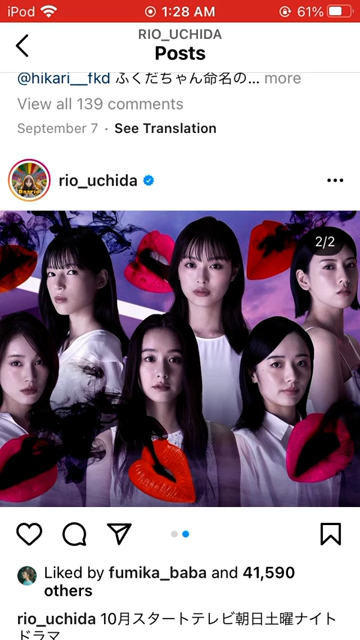 iPod 1:28 AM 61%
RIO_UCHIDA
Posts
@hikari__fkd ふくだちゃん命名の... more
View all 139 comments
September 7 · See Translation
rio_uchida
2/2
Liked by fumika_baba and 41,590
others
rio_uchida 10月スタートテレビ朝日土曜ナイト
ドラマ